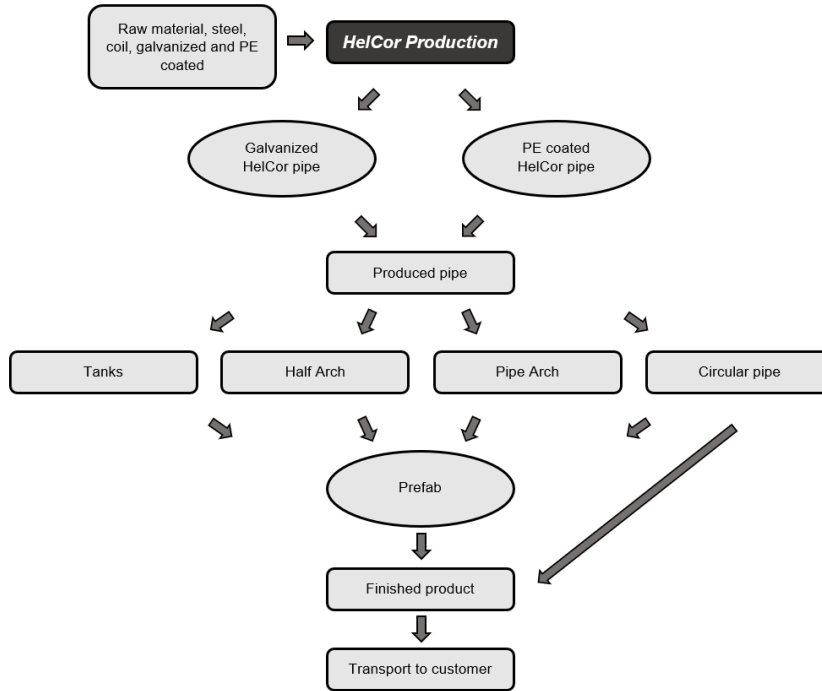 Raw material, steel,
coil, galvanized and PE
coated
HelCor Production
Galvanized
HelCor pipe
PE coated
HelCor pipe
Produced pipe
Tanks
Half Arch
Pipe Arch
Circular pipe
Prefab
Finished product
Transport to customer